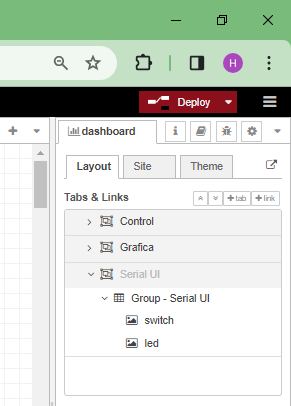 H
Deploy
dashboard
i
Layout
Site
Theme
Tabs & Links
+tab
+link
Control
Grafica
Serial UI
Group - Serial UI
switch
led